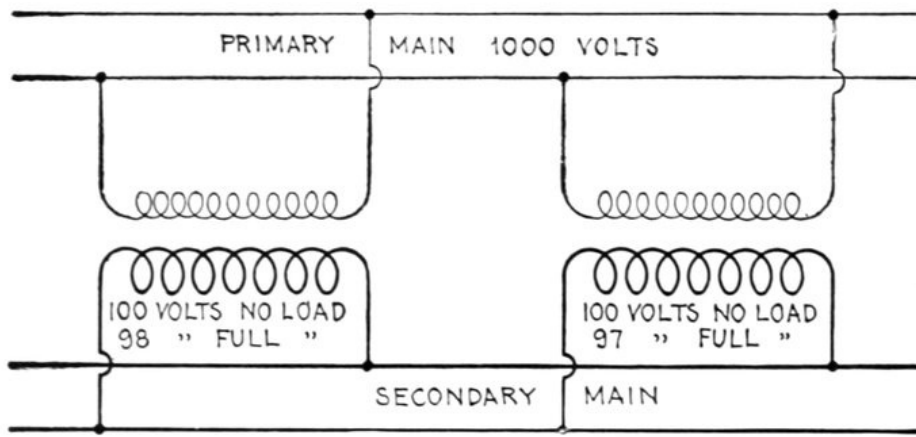 PRIMARY MAIN 1000 VOLTS
100 VOLTS NO LOAD
98 " FULL "
100 VOLTS NO LOAD
97 " FULL "
SECONDARY MAIN